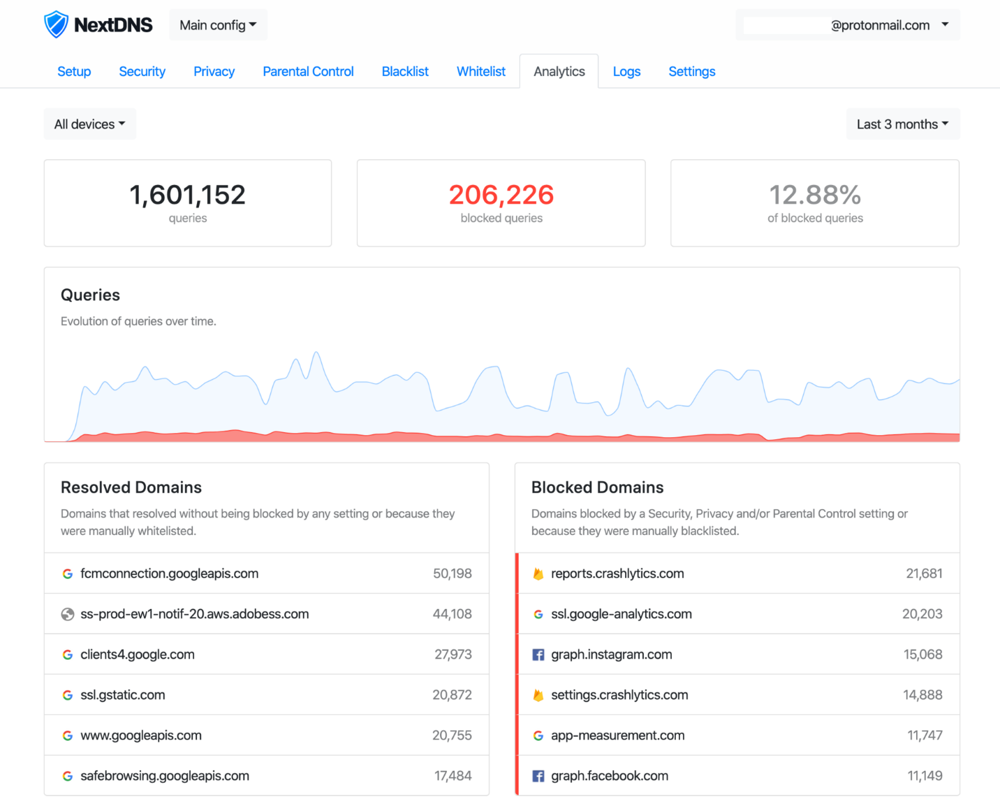 NextDNS Main config @protonmail.com
Setup Security Privacy Parental Control Blacklist Whitelist Analytics Logs Settings
All devices Last 3 months
1,601,152
queries
206,226
blocked queries
12.88%
of blocked queries
Queries
Evolution of queries over time.
Resolved Domains
Domains that resolved without being blocked by any setting or because they
were manually whitelisted.
fcmconnection.googleapis.com 50,198
ss-prod-ew1-notif-20.aws.adobess.com 44,108
clients4.google.com 27,973
ssl.gstatic.com 20,872
www.googleapis.com 20,755
safebrowsing.googleapis.com 17,484
Blocked Domains
Domains blocked by a Security, Privacy and/or Parental Control setting or
because they were manually blacklisted.
reports.crashlytics.com 21,681
ssl.google-analytics.com 20,203
graph.instagram.com 15,068
settings.crashlytics.com 14,888
app-measurement.com 11,747
graph.facebook.com 11,149